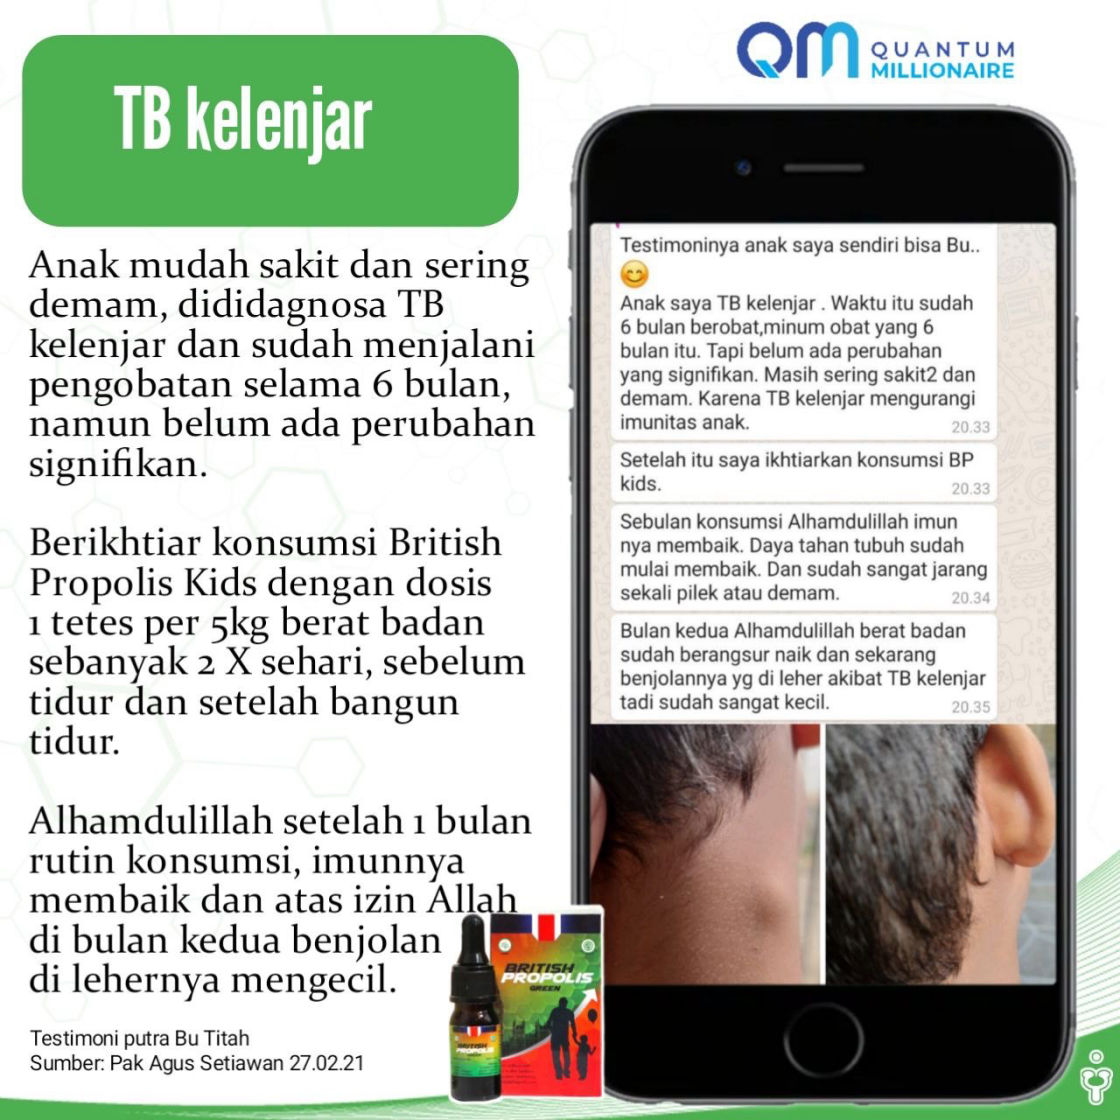 QM QUANTUM
MILLIONAIRE
TB kelenjar
Anak mudah sakit dan sering
demam, dididagnosa TB
kelenjar dan sudah menjalani
pengobatan selama 6 bulan,
namun belum ada perubahan
signifikan.
Berikhtiar konsumsi British
Propolis Kids dengan dosis
1 tetes per 5kg berat badan
sebanyak 2 X sehari, sebelum
tidur dan setelah bangun
tidur.
Alhamdulillah setelah 1 bulan
rutin konsumsi, imunnya
membaik dan atas izin Allah
di bulan kedua benjolan
di lehernya mengecil.
Testimoni putra Bu Titah
Sumber: Pak Agus Setiawan 27.02.21
Testimoninya anak saya sendiri bisa Bu..
😊
Anak saya TB kelenjar . Waktu itu sudah
6 bulan berobat,minum obat yang 6
bulan itu. Tapi belum ada perubahan
yang signifikan. Masih sering sakit2 dan
demam. Karena TB kelenjar mengurangi
imunitas anak.
20.33
Setelah itu saya ikhtiarkan konsumsi BP
kids.
20.33
Sebulan konsumsi Alhamdulillah imun
nya membaik. Daya tahan tubuh sudah
mulai membaik. Dan sudah sangat jarang
sekali pilek atau demam.
20.34
Bulan kedua Alhamdulillah berat badan
sudah berangsur naik dan sekarang
benjolannya yg di leher akibat TB kelenjar
tadi sudah sangat kecil.
20.35
BRITISH
PROPOLIS
GREEN
BRITISH
PROPOLIS